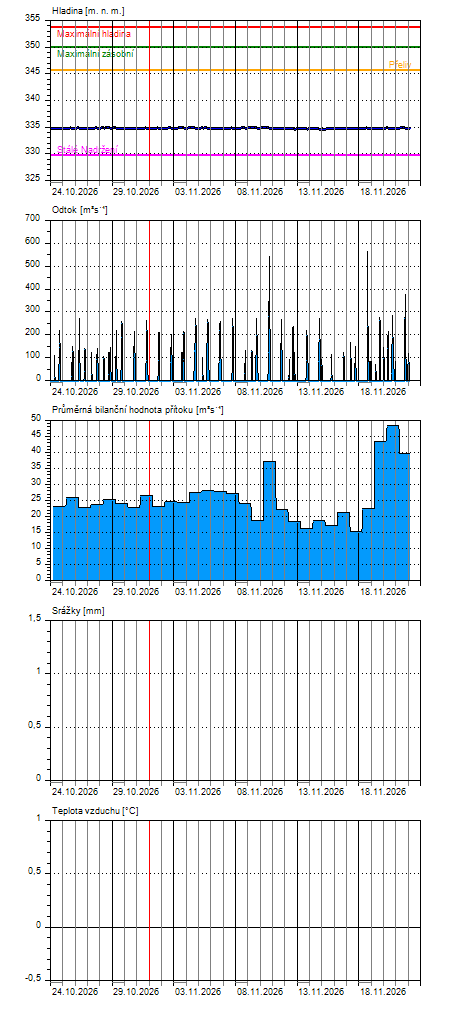 Hladina [m. n. m.]
355
Maximální hladina
350
Maximální zásobní
345
Přeliv
340
335
330
Stálé Nadržení
325
24.10.2026 29.10.2026 03.11.2026 08.11.2026 13.11.2026 18.11.2026
Odtok [m³s⁻¹]
700
600
500
400
300
200
100
0
24.10.2026 29.10.2026 03.11.2026 08.11.2026 13.11.2026 18.11.2026
Průměrná bilanční hodnota přítoku [m³s⁻¹]
50
45
40
35
30
25
20
15
10
5
0
24.10.2026 29.10.2026 03.11.2026 08.11.2026 13.11.2026 18.11.2026
Srážky [mm]
1,5
1
0,5
0
24.10.2026 29.10.2026 03.11.2026 08.11.2026 13.11.2026 18.11.2026
Teplota vzduchu [°C]
1
0,5
0
-0,5
24.10.2026 29.10.2026 03.11.2026 08.11.2026 13.11.2026 18.11.2026